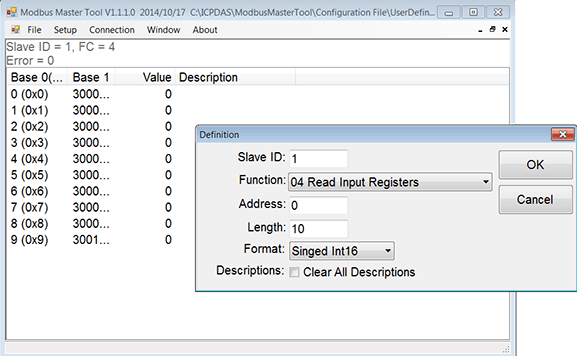 Modbus Master Tool V1.1.1.0 2014/10/17 C:\ICPDAS\ModbusMasterTool\Configuration File\UserDefin...
File Setup Connection Window About
Slave ID = 1, FC = 4
Error = 0
Base 0(... Base 1 Value Description
0 (0x0) 3000... 0
1 (0x1) 3000... 0
2 (0x2) 3000... 0
3 (0x3) 3000... 0
4 (0x4) 3000... 0
5 (0x5) 3000... 0
6 (0x6) 3000... 0
7 (0x7) 3000... 0
8 (0x8) 3000... 0
9 (0x9) 3001... 0
Definition
Slave ID: 1
OK
Function: 04 Read Input Registers
Cancel
Address: 0
Length: 10
Format: Singed Int16
Descriptions: Clear All Descriptions